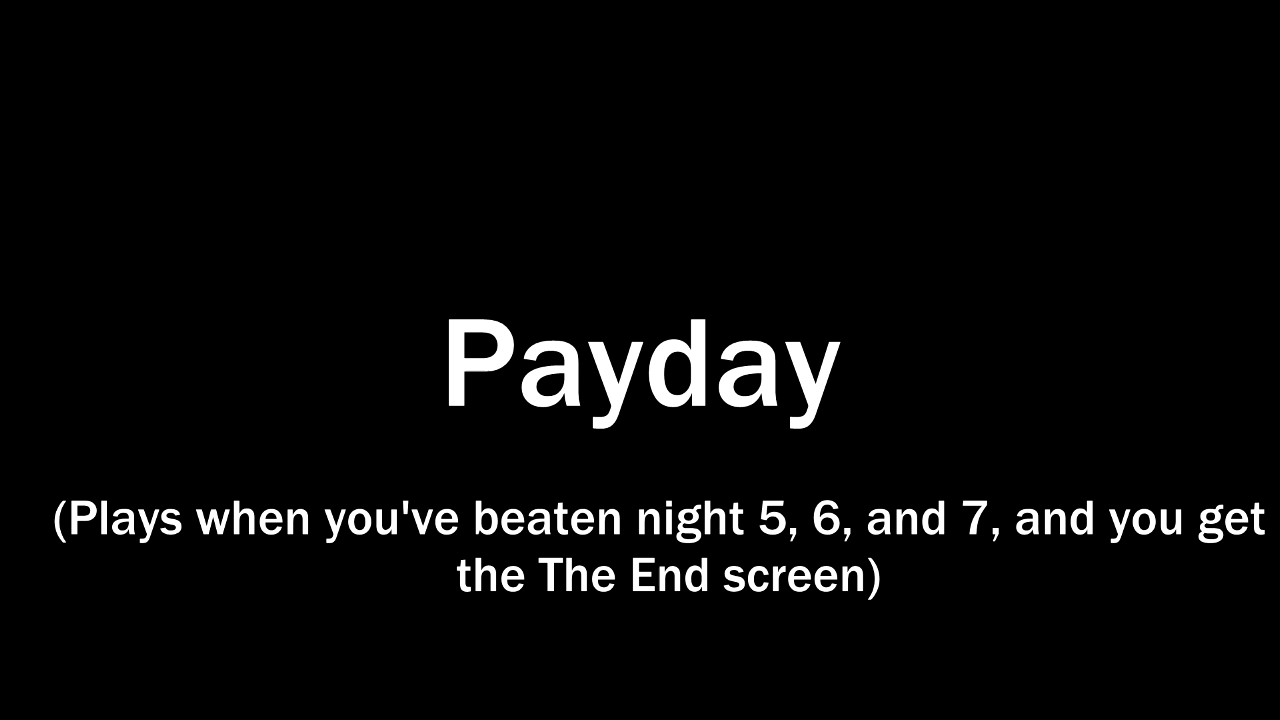 Payday
(Plays when you've beaten night 5, 6, and 7, and you get
the The End screen)